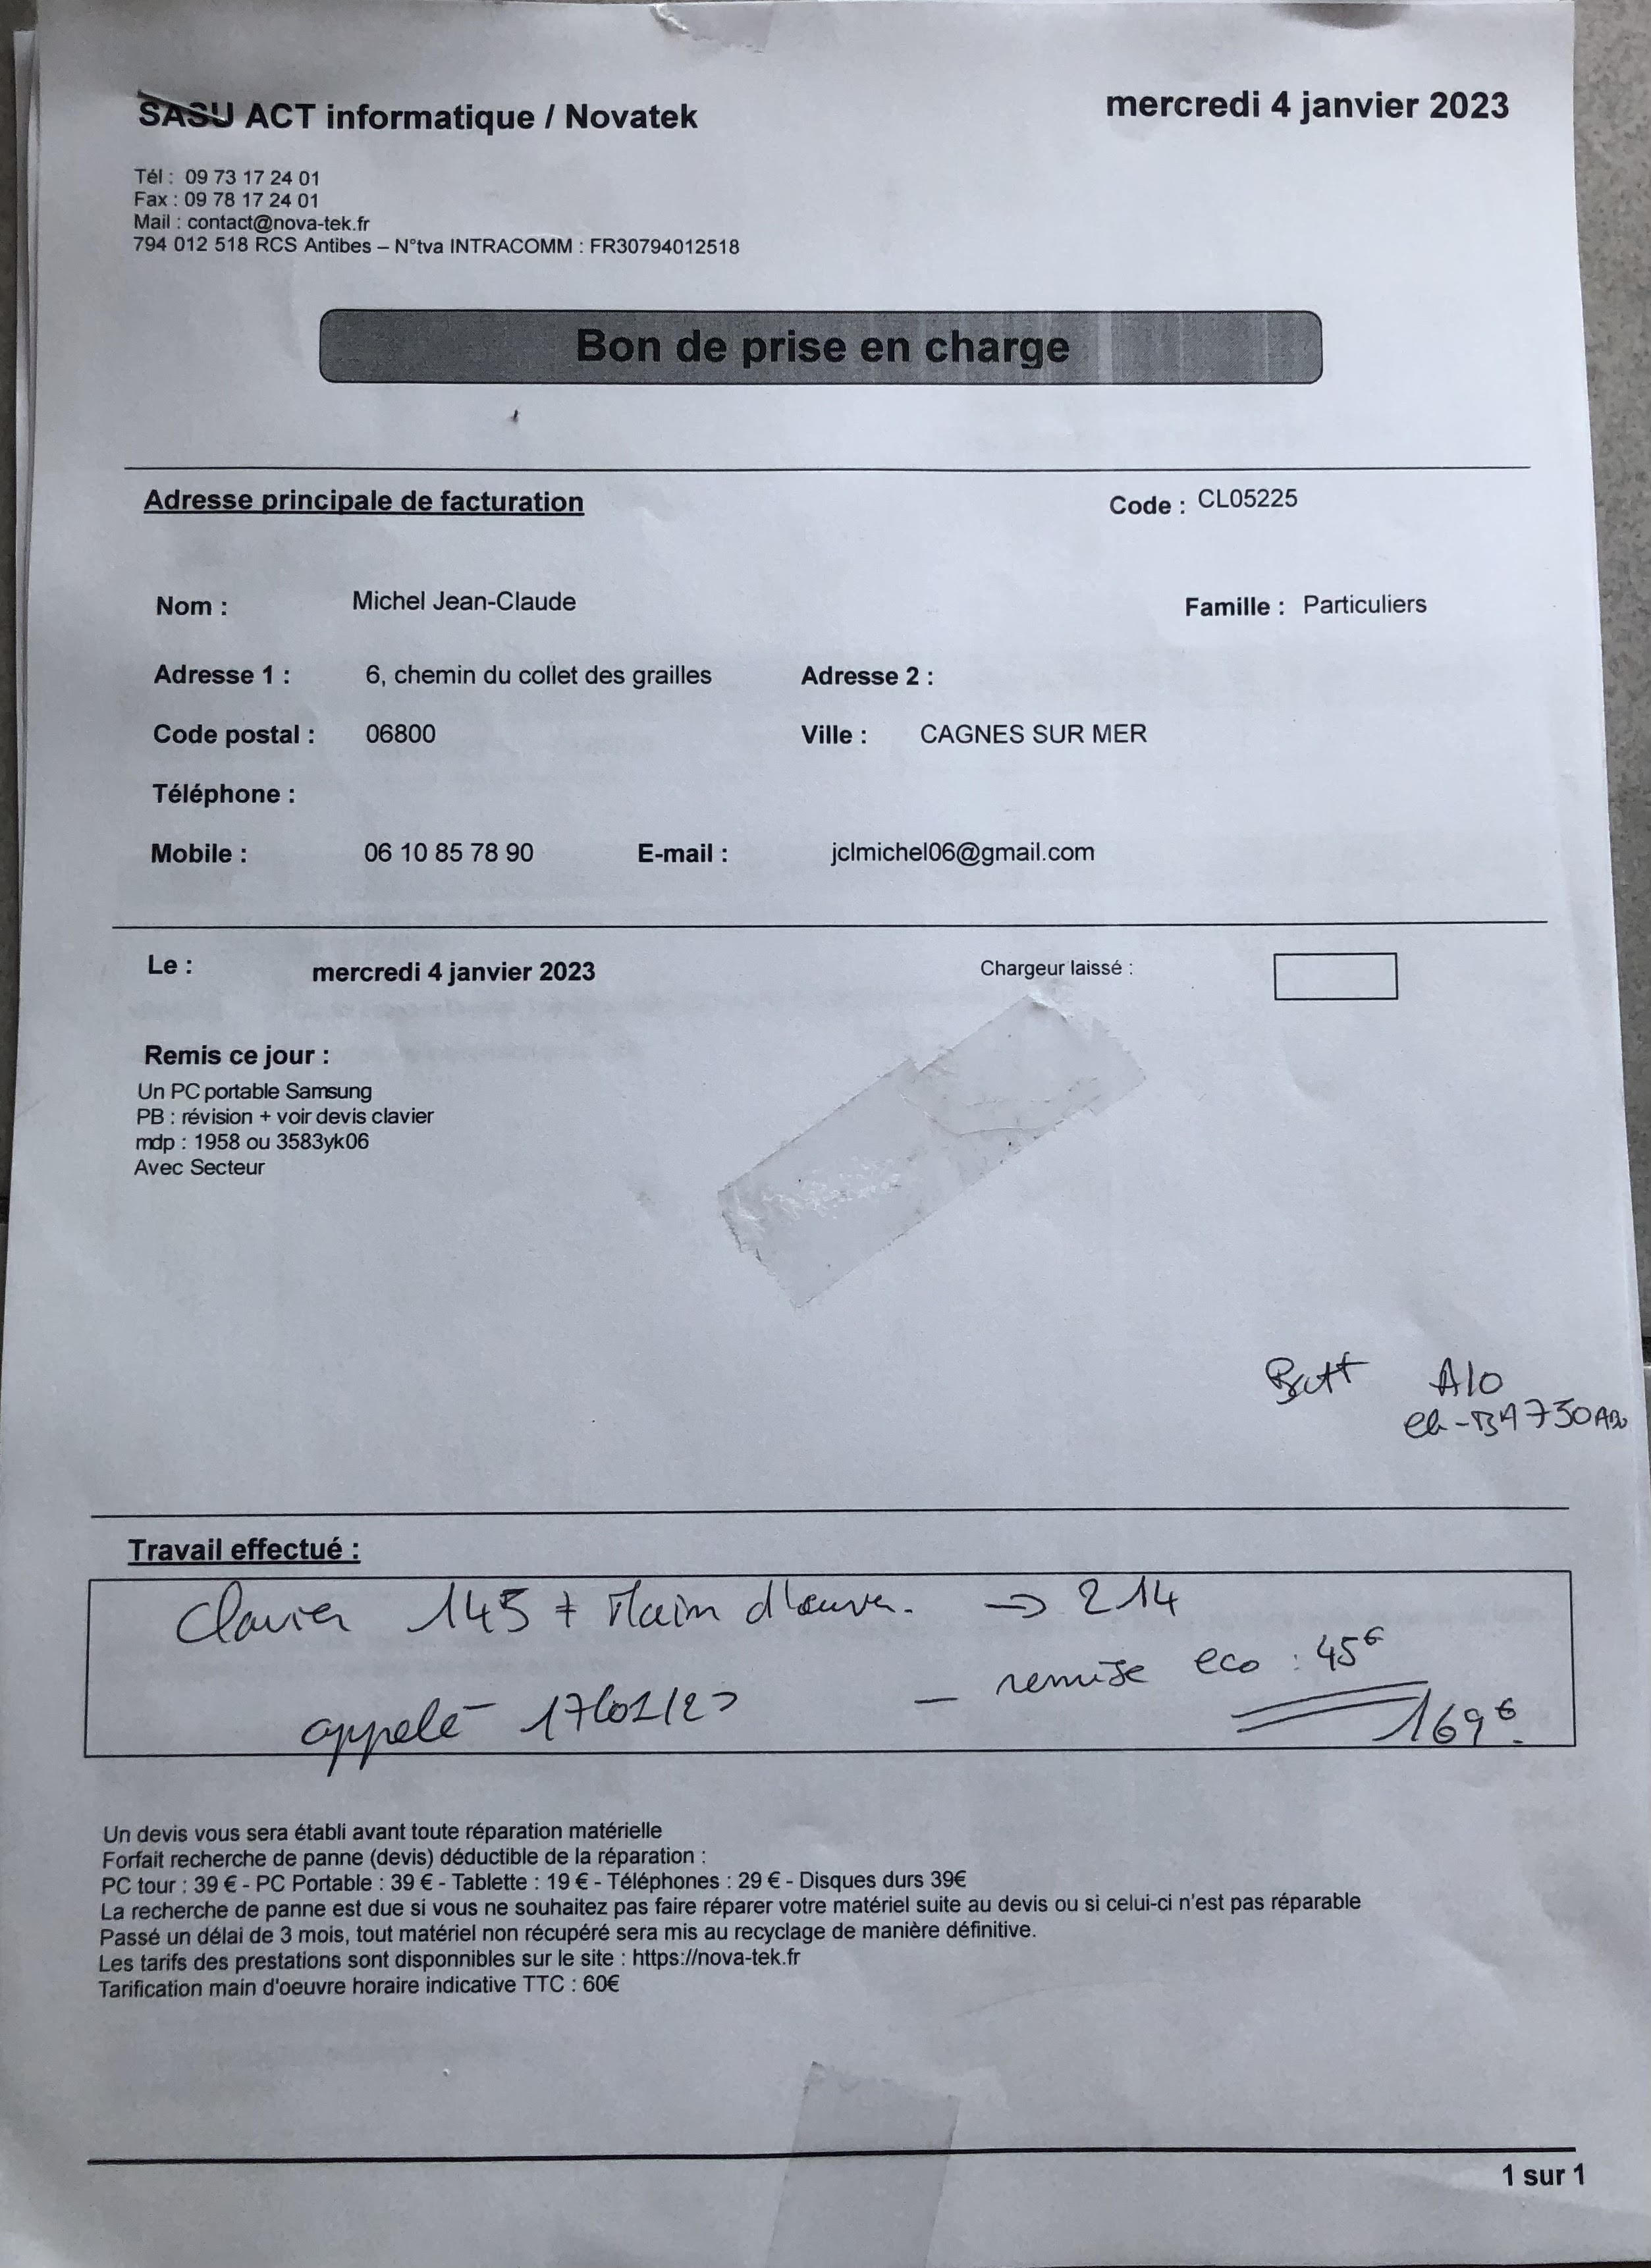 SASU ACT informatique / Novatek
mercredi 4 janvier 2023
Tél : 09 73 17 24 01
Fax : 09 78 17 24 01
Mail : contact@nova-tek.fr
794 012 518 RCS Antibes – N°tva INTRACOMM : FR30794012518
Bon de prise en charge
Adresse principale de facturation
Code : CL05225
Nom : Michel Jean-Claude
Famille : Particuliers
Adresse 1 : 6, chemin du collet des grailles
Adresse 2 :
Code postal : 06800
Ville : CAGNES SUR MER
Téléphone :
Mobile : 06 10 85 78 90
E-mail : jclmichel06@gmail.com
Le : mercredi 4 janvier 2023
Chargeur laissé :
Remis ce jour :
Un PC portable Samsung
PB : révision + voir devis clavier
mdp : 1958 ou 3583yk06
Avec Secteur
Batt A10
Travail effectué :
Clavier 145 + Main d'œuvre. → 214
– remise eco : 45€
appelé 17/01/23
169€.
Un devis vous sera établi avant toute réparation matérielle
Forfait recherche de panne (devis) déductible de la réparation :
PC tour : 39 € - PC Portable : 39 € - Tablette : 19 € - Téléphones : 29 € - Disques durs 39€
La recherche de panne est due si vous ne souhaitez pas faire réparer votre matériel suite au devis ou si celui-ci n'est pas réparable
Passé un délai de 3 mois, tout matériel non récupéré sera mis au recyclage de manière définitive.
Les tarifs des prestations sont disponnibles sur le site : https://nova-tek.fr
Tarification main d'oeuvre horaire indicative TTC : 60€
1 sur 1